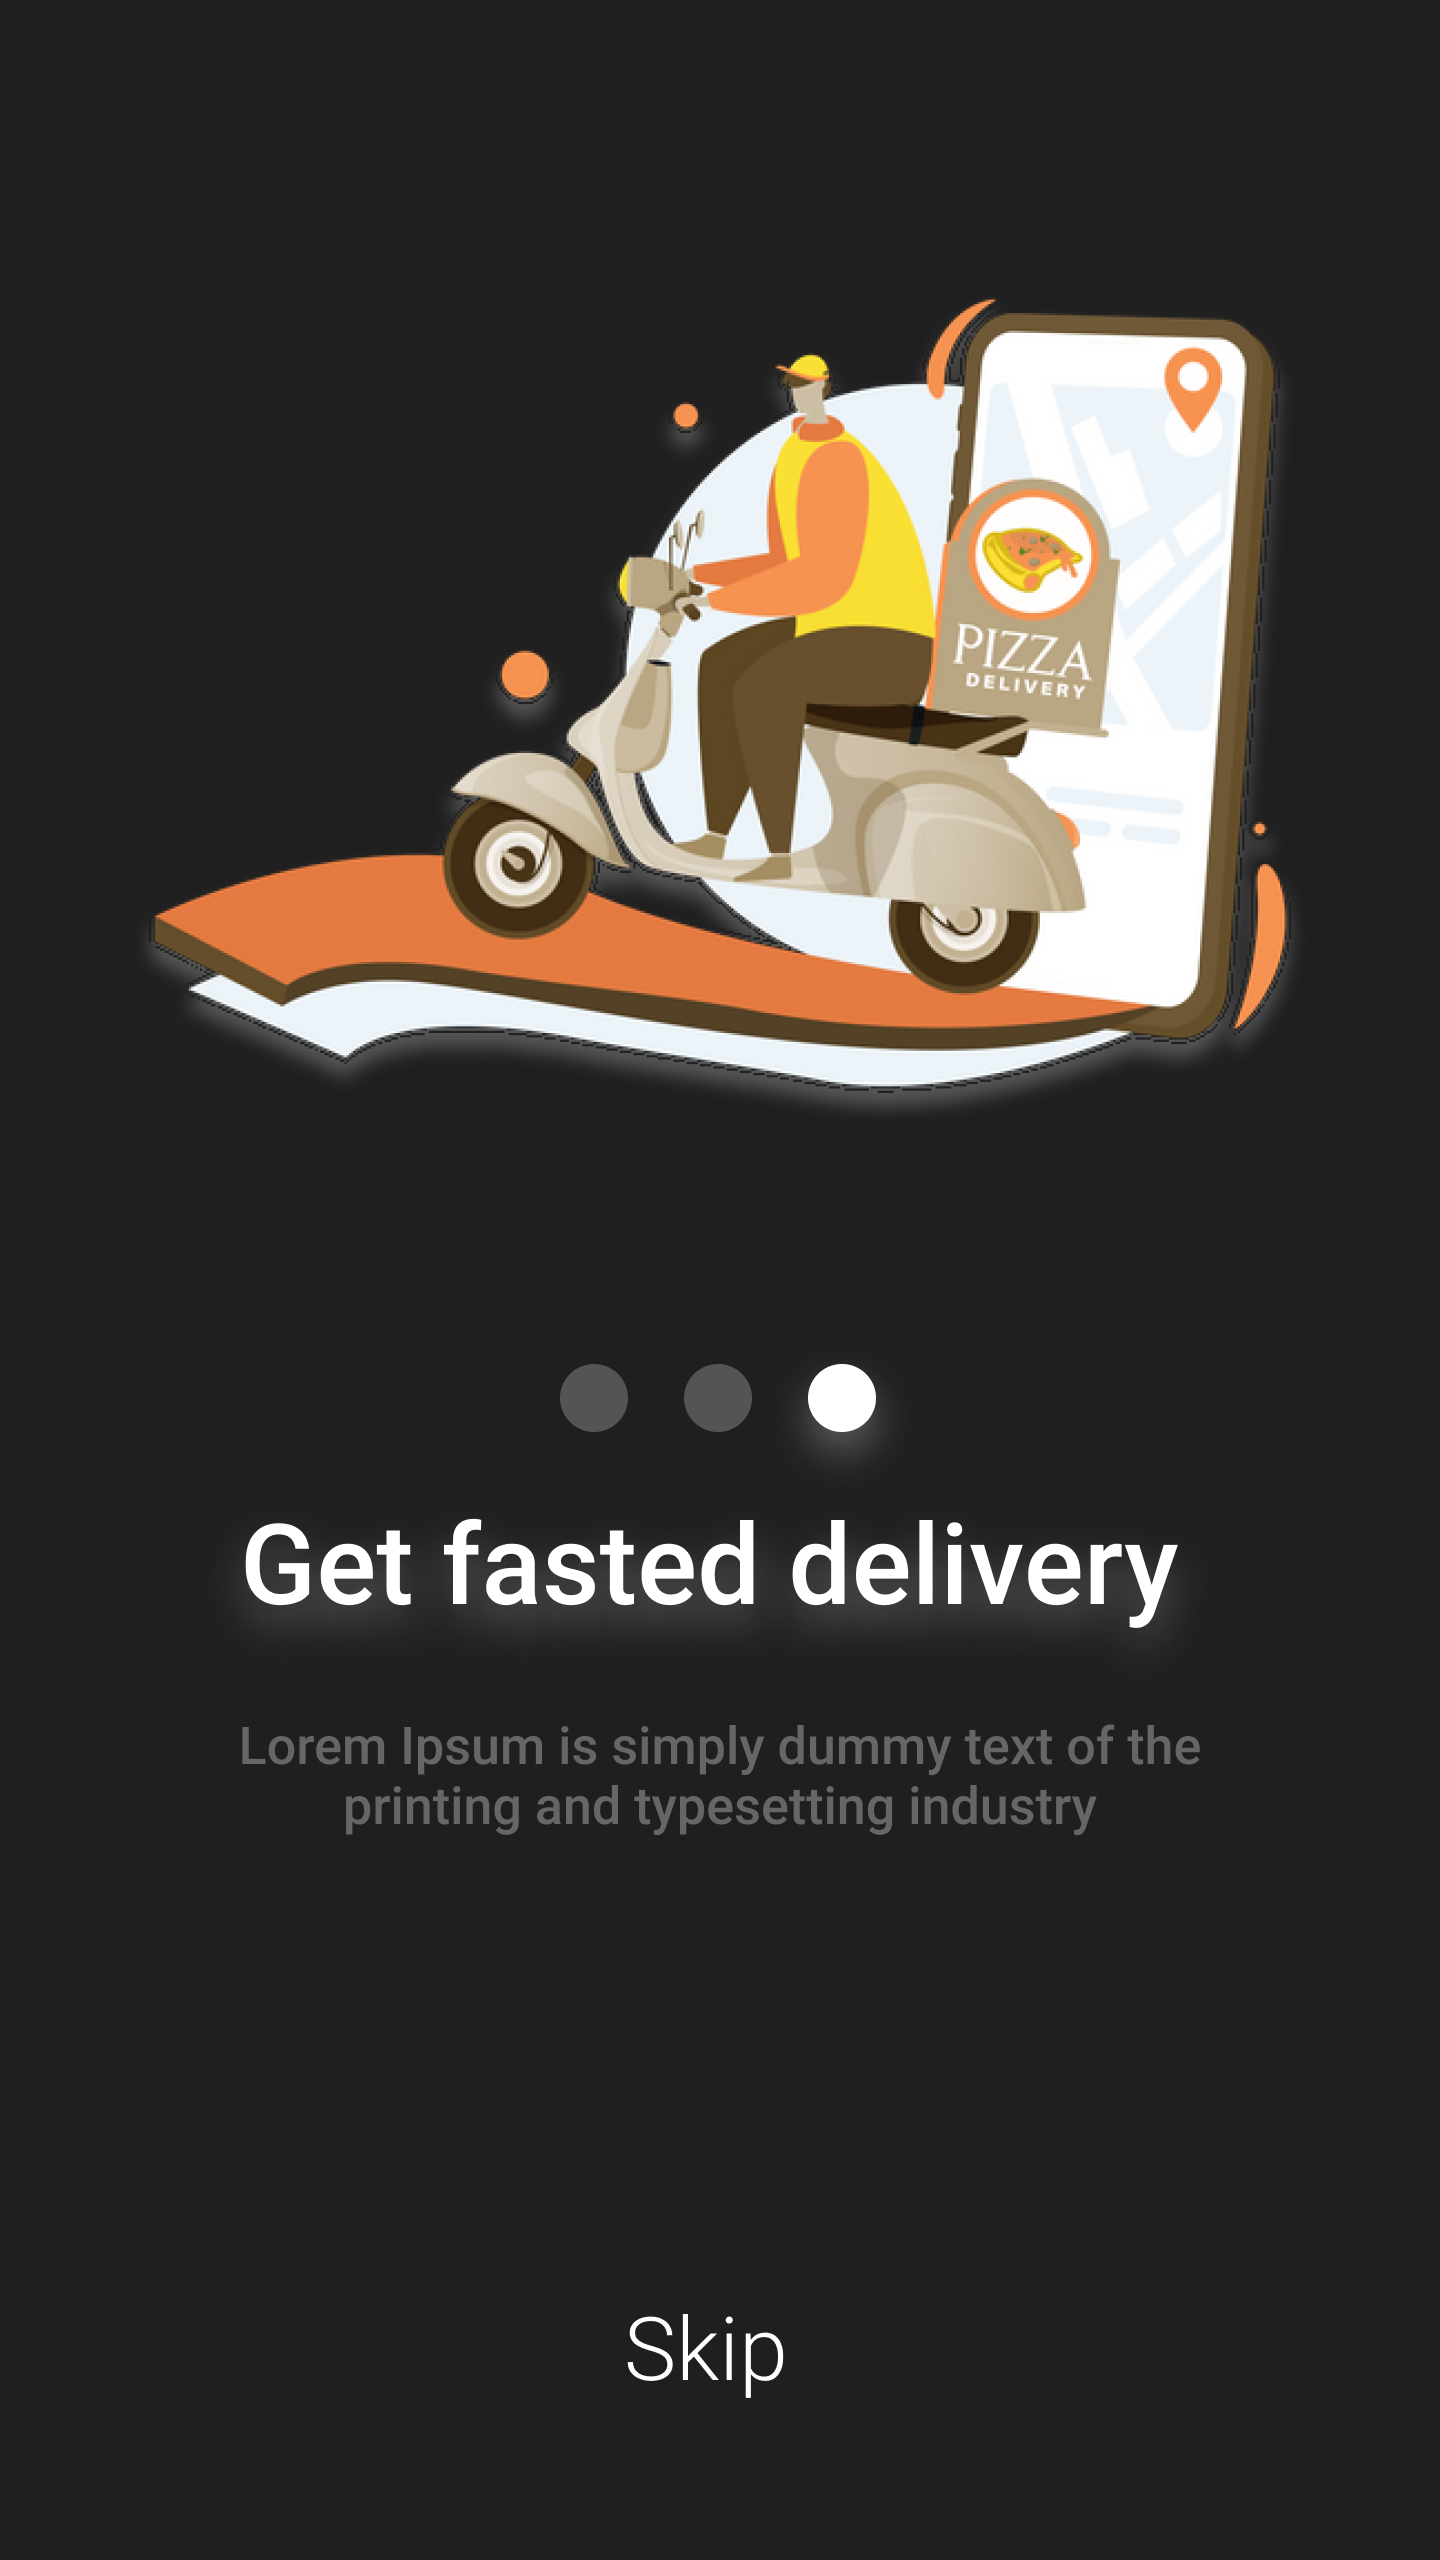 PIZZA
DELIVERY
Get fasted delivery
Lorem Ipsum is simply dummy text of the
printing and typesetting industry
Skip